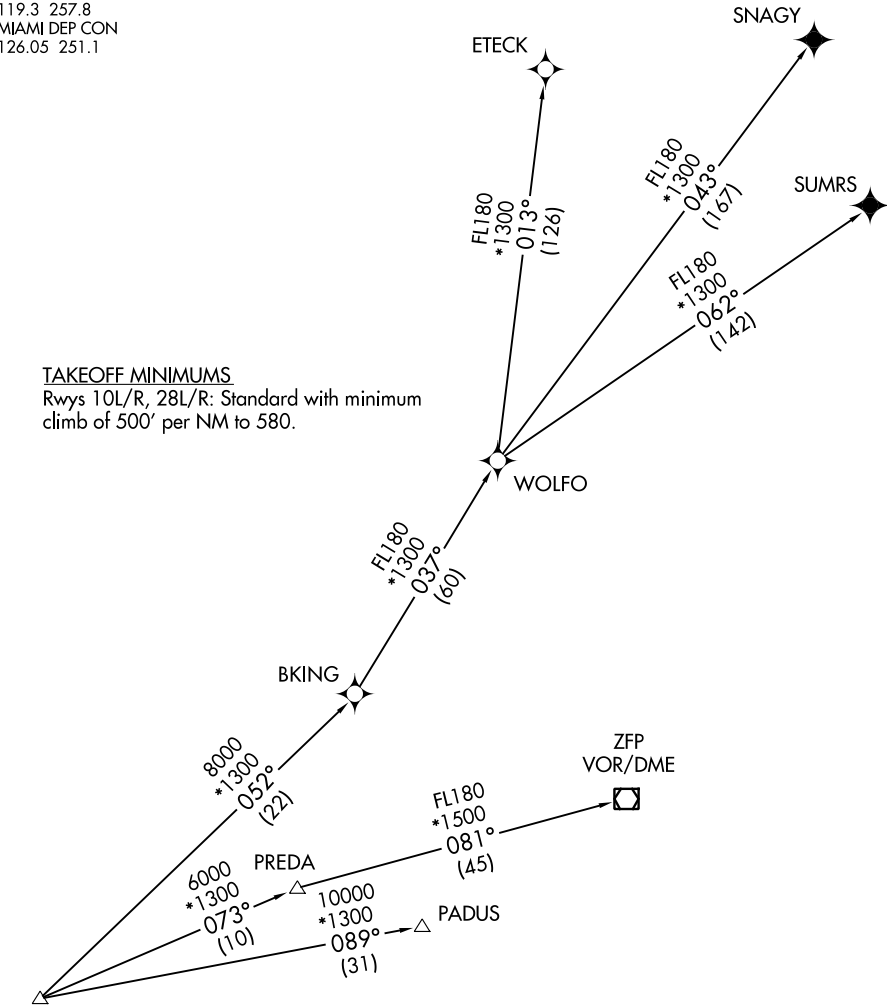 119.3 257.8
MIAMI DEP CON
126.05 251.1
SNAGY
ETECK
FL180
*1300
043°
(167)
SUMRS
FL180
*1300
013°
(126)
FL180
*1300
062°
(142)
TAKEOFF MINIMUMS
Rwys 10L/R, 28L/R: Standard with minimum
climb of 500' per NM to 580.
WOLFO
FL180
*1300
037°
(60)
BKING
ZFP
VOR/DME
8000
*1300
052°
(22)
FL180
*1500
081°
(45)
PREDA
6000
*1300
073°
(10)
10000
*1300
089°
(31)
PADUS